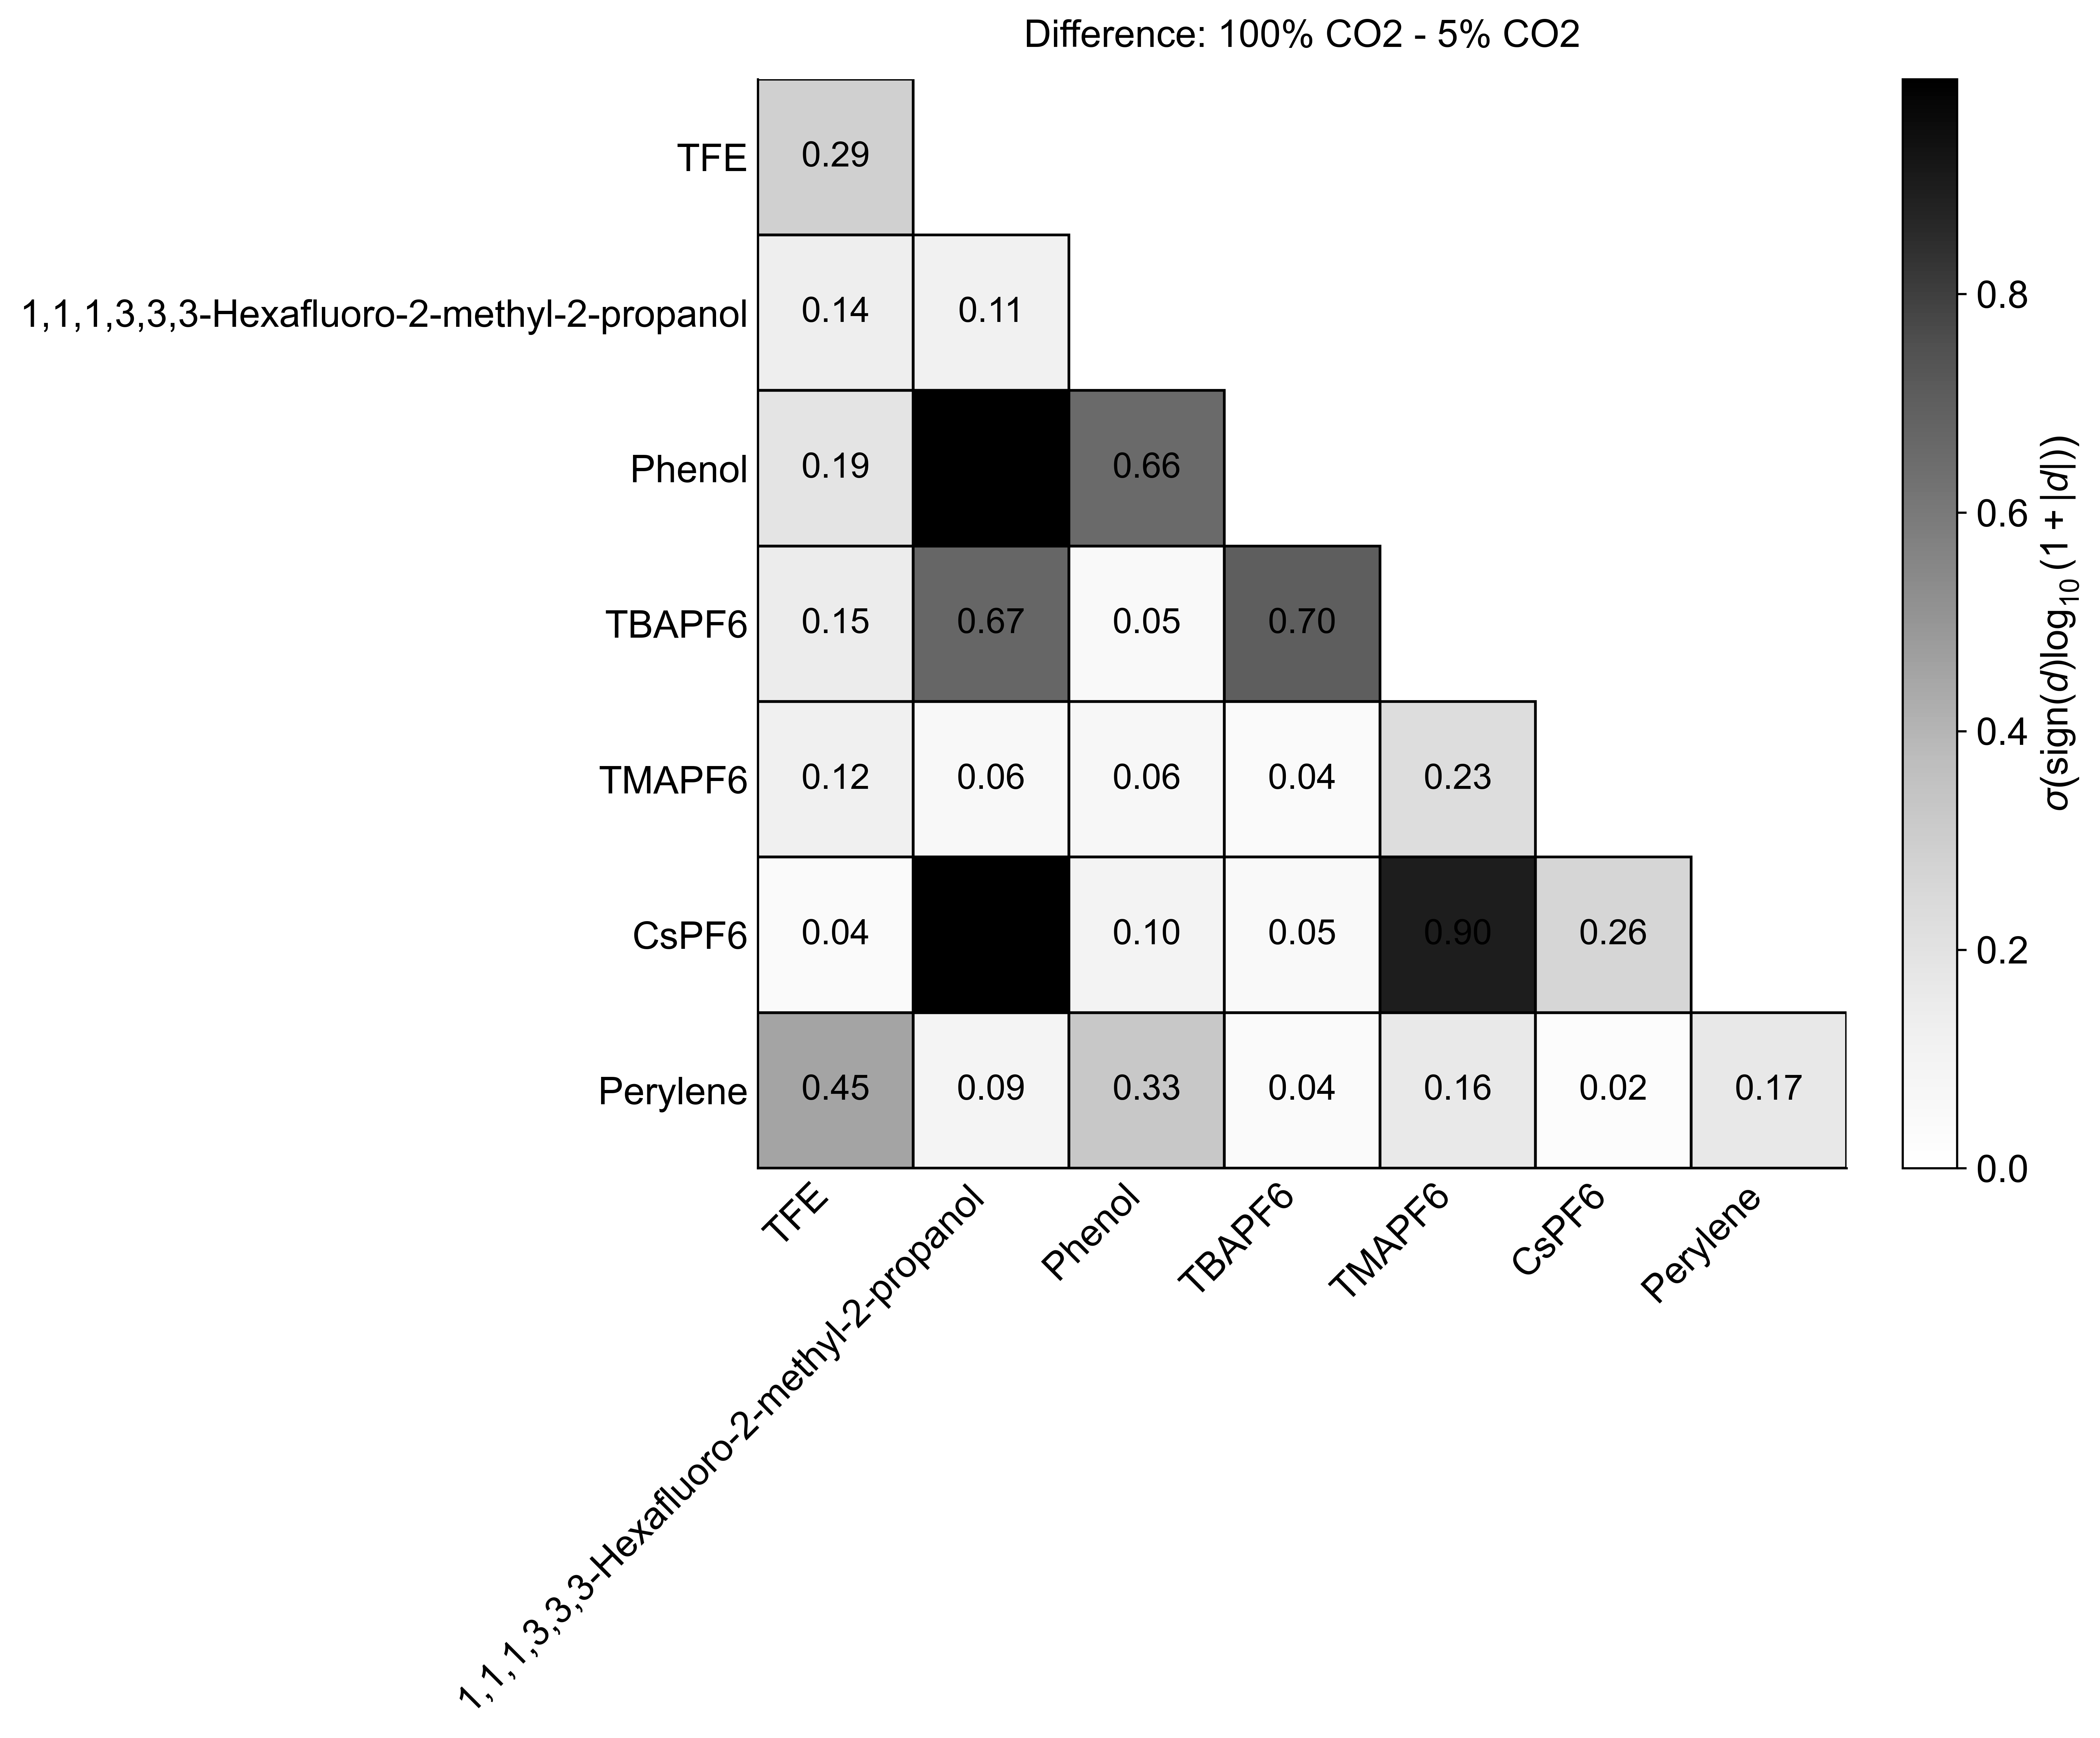 Difference: 100% CO2 - 5% CO2
TFE 0.29
1,1,1,3,3,3-Hexafluoro-2-methyl-2-propanol 0.14 0.11
Phenol 0.19 0.66
TBAPF6 0.15 0.67 0.05 0.70
TMAPF6 0.12 0.06 0.06 0.04 0.23
CsPF6 0.04 0.10 0.05 0.90 0.26
Perylene 0.45 0.09 0.33 0.04 0.16 0.02 0.17
TFE
1,1,1,3,3,3-Hexafluoro-2-methyl-2-propanol
Phenol
TBAPF6
TMAPF6
CsPF6
Perylene
0.8
0.6
0.4
0.2
0.0
σ(sign(d)log10 (1 + |d|))